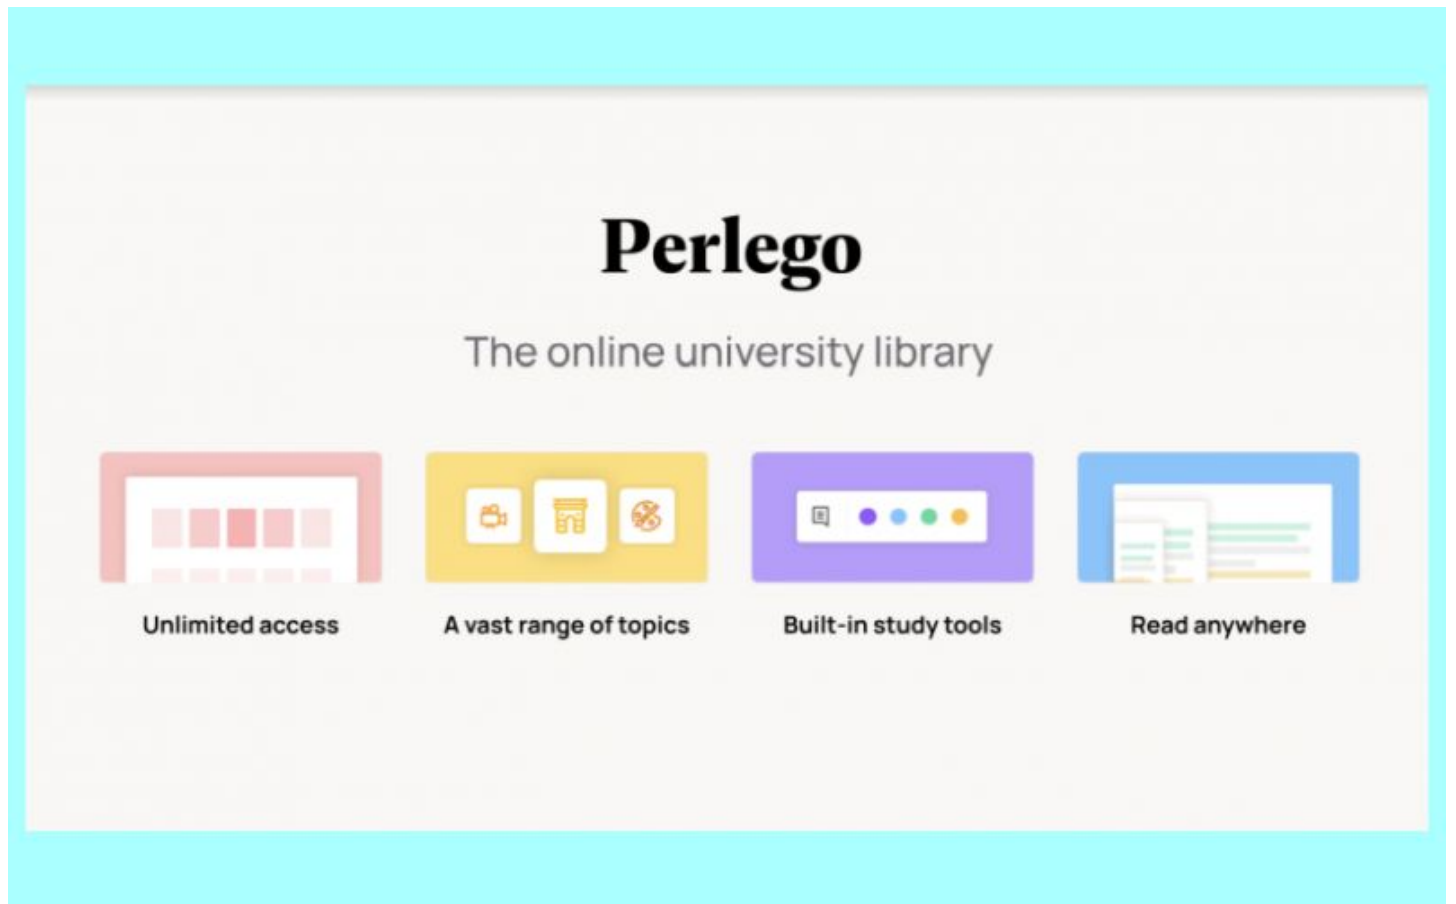 Perlego
The online university library
Unlimited access
A vast range of topics
Built-in study tools
Read anywhere